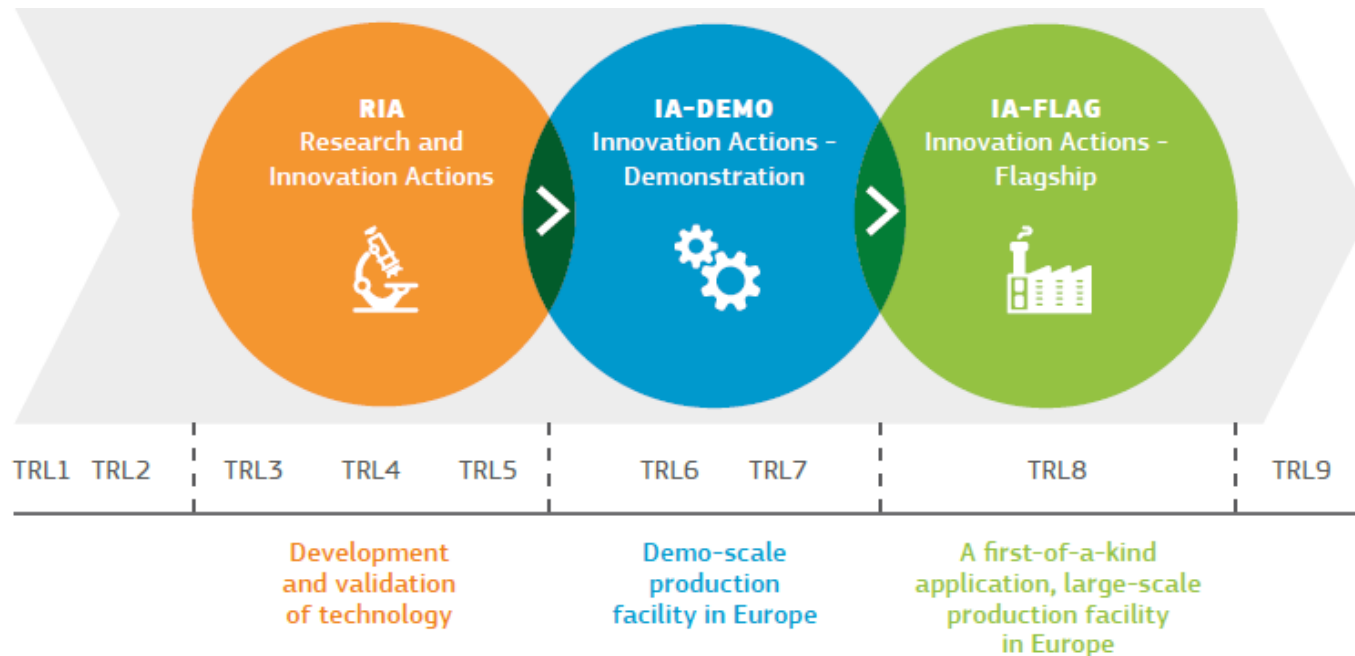 RIA
Research and
Innovation Actions
IA-DEMO
Innovation Actions –
Demonstration
IA-FLAG
Innovation Actions –
Flagship
TRL1 TRL2 TRL3 TRL4 TRL5 TRL6 TRL7 TRL8 TRL9
Development
and validation
of technology
Demo-scale
production
facility in Europe
A first-of-a-kind
application, large-scale
production facility
in Europe